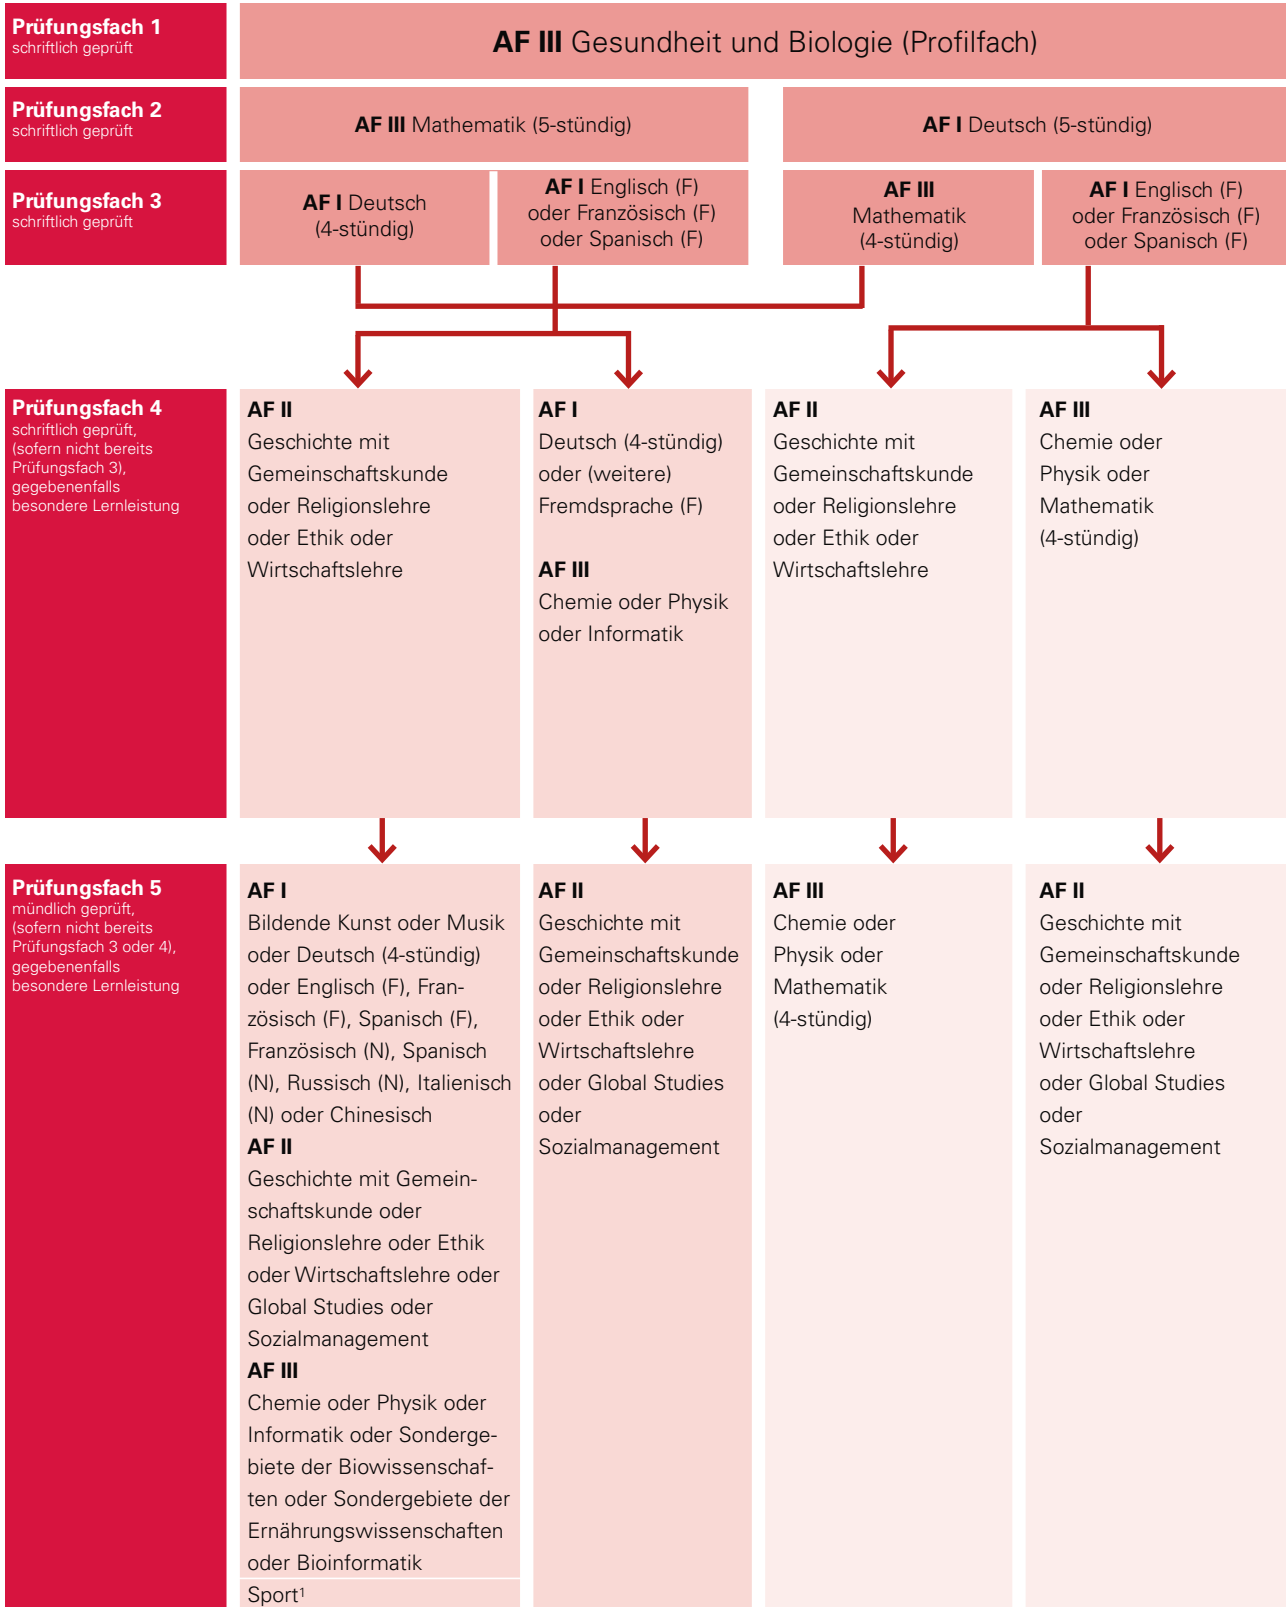 Prüfungsfach 1
schriftlich geprüft
AF III Gesundheit und Biologie (Profilfach)
Prüfungsfach 2
schriftlich geprüft
AF III Mathematik (5-stündig)
AF I Deutsch (5-stündig)
Prüfungsfach 3
schriftlich geprüft
AF I Deutsch
(4-stündig)
AF I Englisch (F)
oder Französisch (F)
oder Spanisch (F)
AF III
Mathematik
(4-stündig)
AF I Englisch (F)
oder Französisch (F)
oder Spanisch (F)
Prüfungsfach 4
schriftlich geprüft,
(sofern nicht bereits
Prüfungsfach 3),
gegebenenfalls
besondere Lernleistung
AF II
Geschichte mit
Gemeinschaftskunde
oder Religionslehre
oder Ethik oder
Wirtschaftslehre
AF I
Deutsch (4-stündig)
oder (weitere)
Fremdsprache (F)
AF III
Chemie oder Physik
oder Informatik
AF II
Geschichte mit
Gemeinschaftskunde
oder Religionslehre
oder Ethik oder
Wirtschaftslehre
AF III
Chemie oder
Physik oder
Mathematik
(4-stündig)
Prüfungsfach 5
mündlich geprüft,
(sofern nicht bereits
Prüfungsfach 3 oder 4),
gegebenenfalls
besondere Lernleistung
AF I
Bildende Kunst oder Musik
oder Deutsch (4-stündig)
oder Englisch (F), Fran-
zösisch (F), Spanisch (F),
Französisch (N), Spanisch
(N), Russisch (N), Italienisch
(N) oder Chinesisch
AF II
Geschichte mit Gemein-
schaftskunde oder
Religionslehre oder Ethik
oder Wirtschaftslehre oder
Global Studies oder
Sozialmanagement
AF III
Chemie oder Physik oder
Informatik oder Sonderge-
biete der Biowissenschaf-
ten oder Sondergebiete der
Ernährungswissenschaften
oder Bioinformatik
Sport¹
AF II
Geschichte mit
Gemeinschaftskunde
oder Religionslehre
oder Ethik oder
Wirtschaftslehre
oder Global Studies
oder
Sozialmanagement
AF III
Chemie oder
Physik oder
Mathematik
(4-stündig)
AF II
Geschichte mit
Gemeinschaftskunde
oder Religionslehre
oder Ethik oder
Wirtschaftslehre
oder Global Studies
oder
Sozialmanagement